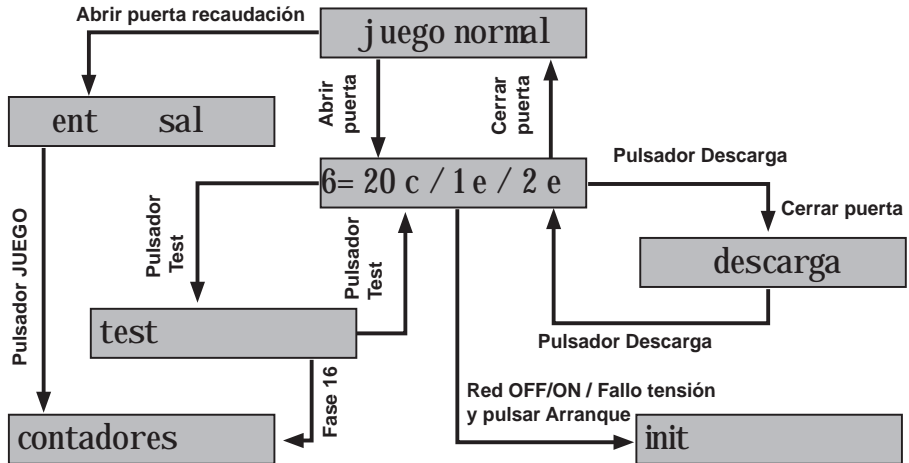 Abrir puerta recaudación
juego normal
Abrir
puerta
Cerrar
puerta
ent sal
Pulsador Descarga
6= 20 c / 1 e / 2 e
Cerrar puerta
Pulsador JUEGO
Pulsador
Test
Pulsador
Test
descarga
test
Pulsador Descarga
Fase 16
Red OFF/ON / Fallo tensión
y pulsar Arranque
contadores
init